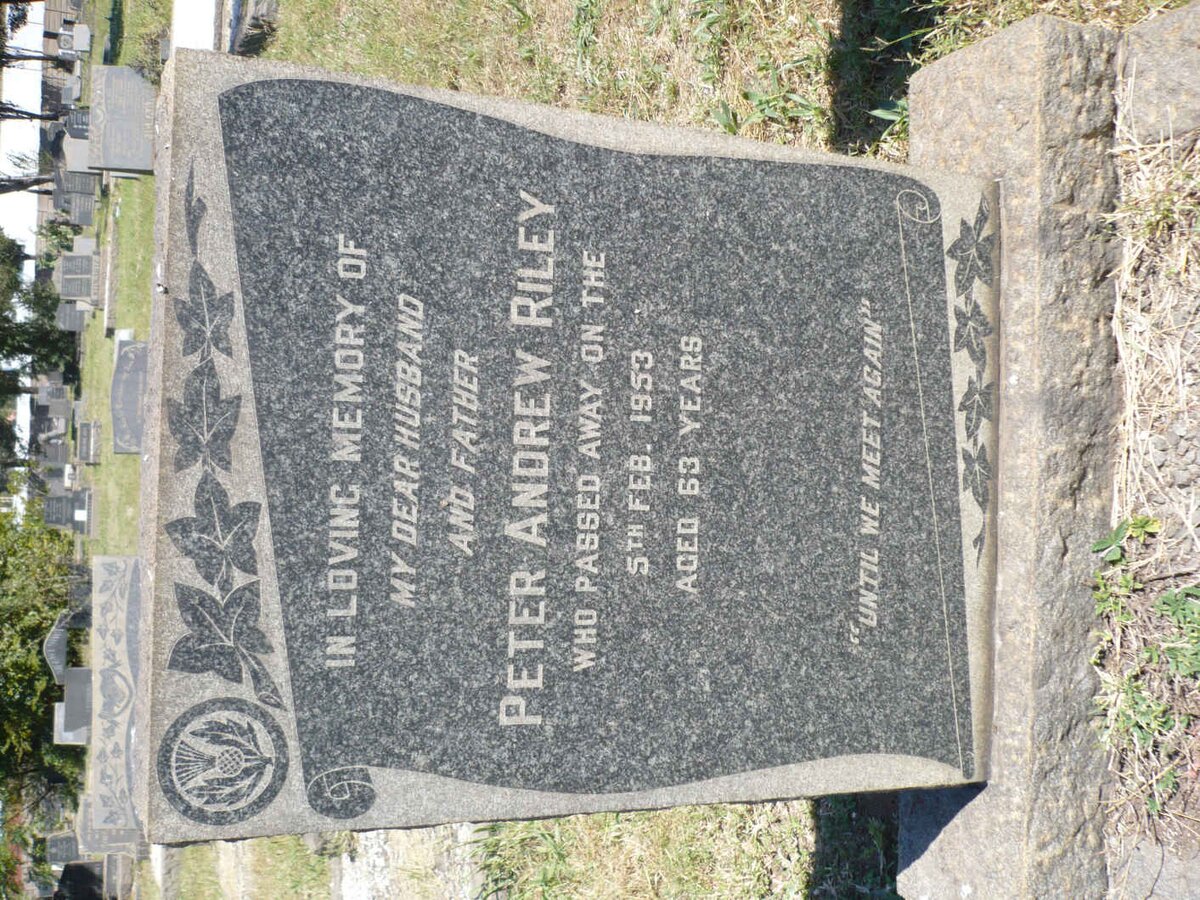 IN LOVING MEMORY OF
MY DEAR HUSBAND
AND FATHER
PETER ANDREW RILEY
WHO PASSED AWAY ON THE
5TH FEB. 1953
AGED 63 YEARS
"UNTIL WE MEET AGAIN"